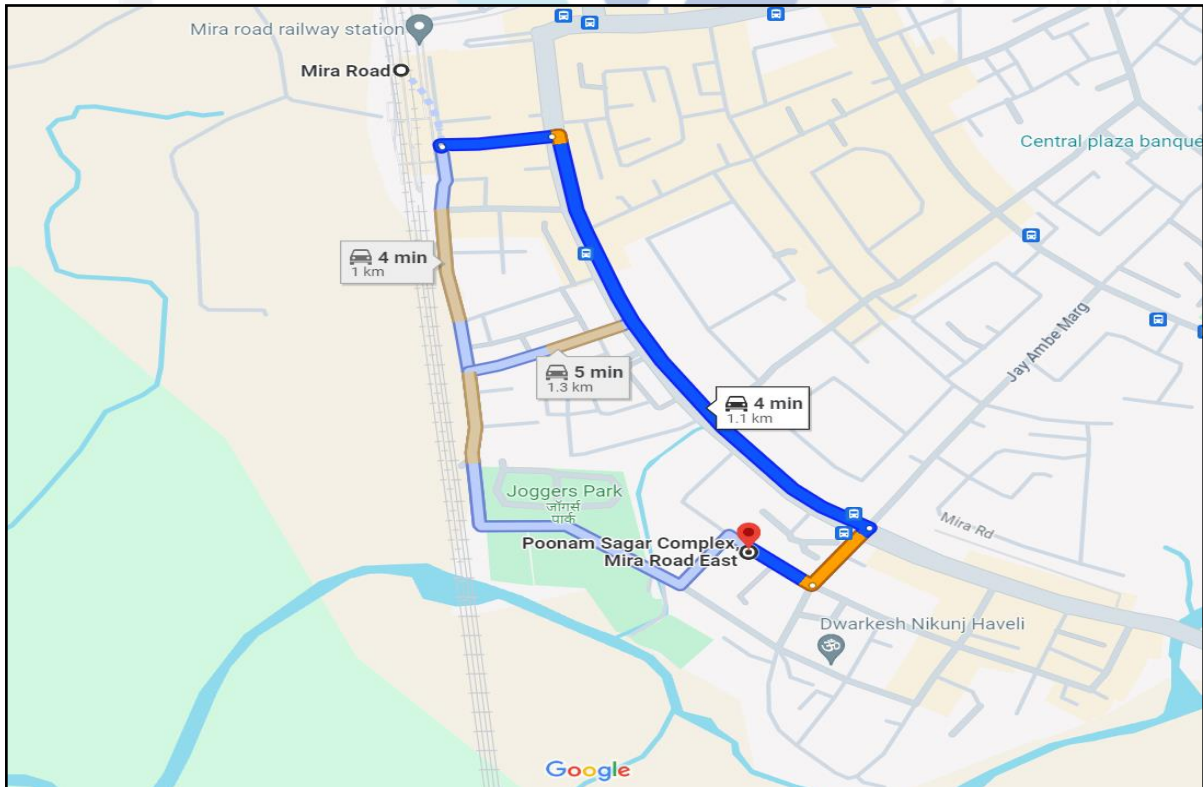 Mira road railway station
Mira Road
Central plaza banque
4 min
1 km
5 min
1.3 km
Jay Ambe Marg
4 min
1.1 km
Joggers Park
जॉगर्स
पार्क
Mira Rd
Poonam Sagar Complex,
Mira Road East
Dwarkesh Nikunj Haveli
ॐ
Google